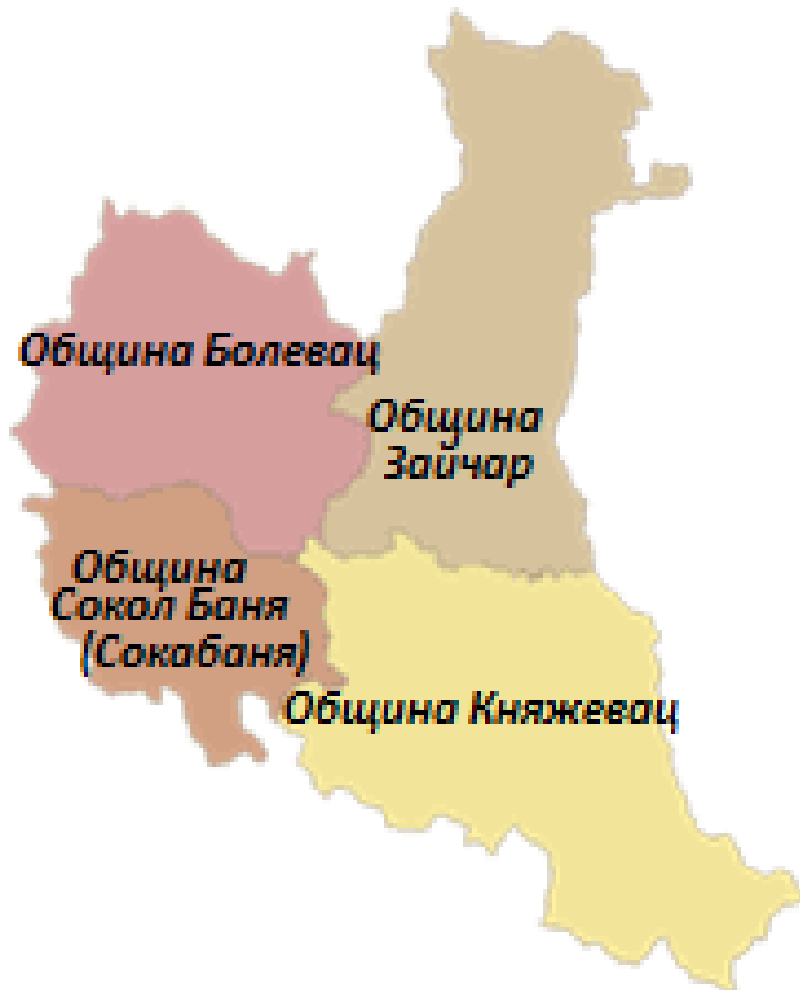 Община Болевац
Община
Зайчар
Община
Сокол Баня
(Сокабаня)
Община Княжевац